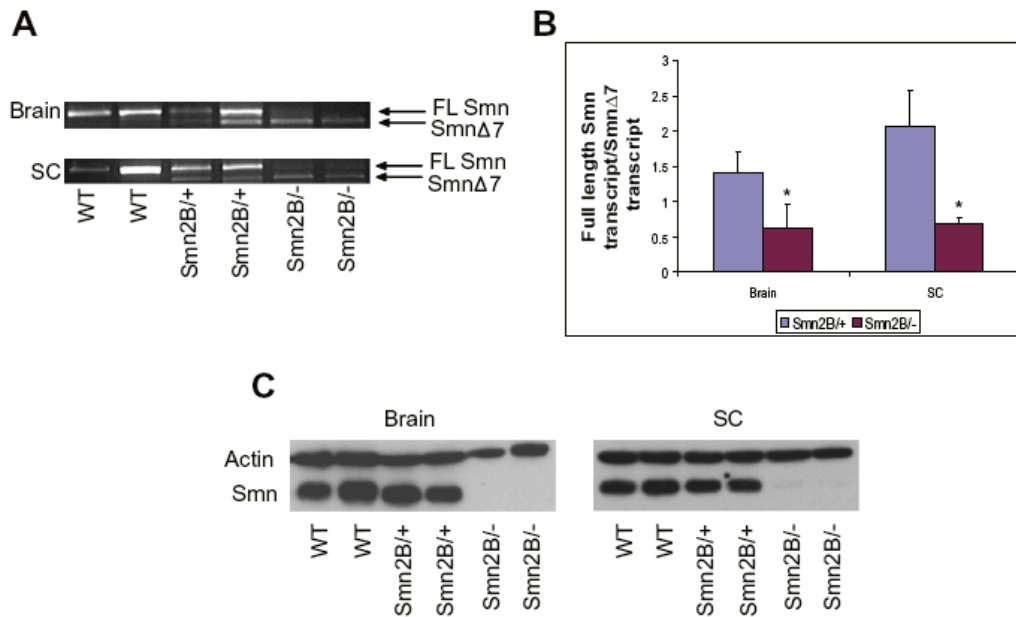 A
Brain
FL Smn
SmnΔ7
SC
FL Smn
SmnΔ7
WT
WT
Smn2B/+
Smn2B/+
Smn2B/-
Smn2B/-
B
Full length Smn
transcript/SmnΔ7
transcript
3
2.5
2
1.5
1
0.5
0
*
*
Brain
SC
Smn2B/+
Smn2B/-
C
Brain
SC
Actin
Smn
WT
WT
Smn2B/+
Smn2B/+
Smn2B/-
Smn2B/-
WT
WT
Smn2B/+
Smn2B/+
Smn2B/-
Smn2B/-